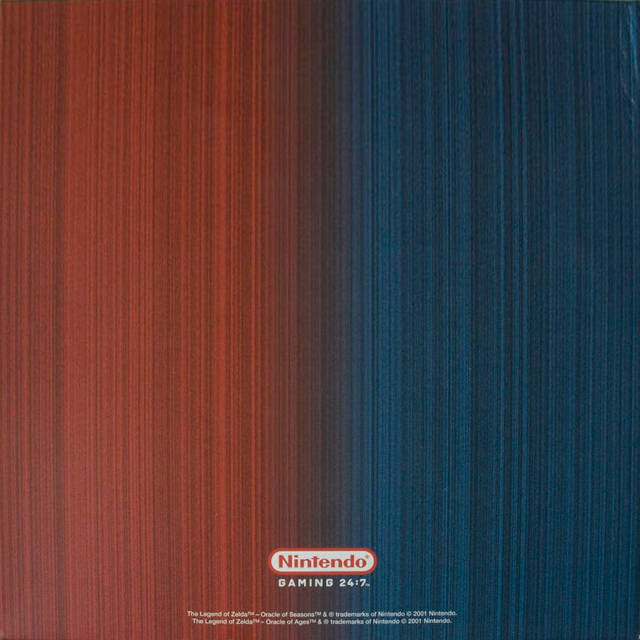 Nintendo®
GAMING 24:7™
The Legend of Zelda™ – Oracle of Seasons™ & ® trademarks of Nintendo © 2001 Nintendo.
The Legend of Zelda™ – Oracle of Ages™ & ® trademarks of Nintendo © 2001 Nintendo.